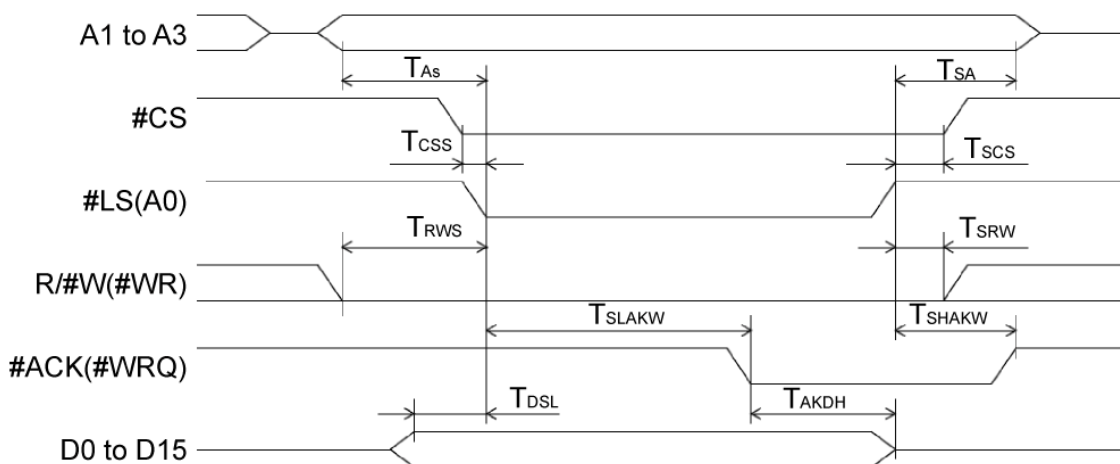 A1 to A3
TAs
TSA
#CS
TCSS
TSCS
#LS(A0)
TRWS
TSRW
R/#W(#WR)
TSLAKW
TSHAKW
#ACK(#WRQ)
TDSL
TAKDH
D0 to D15